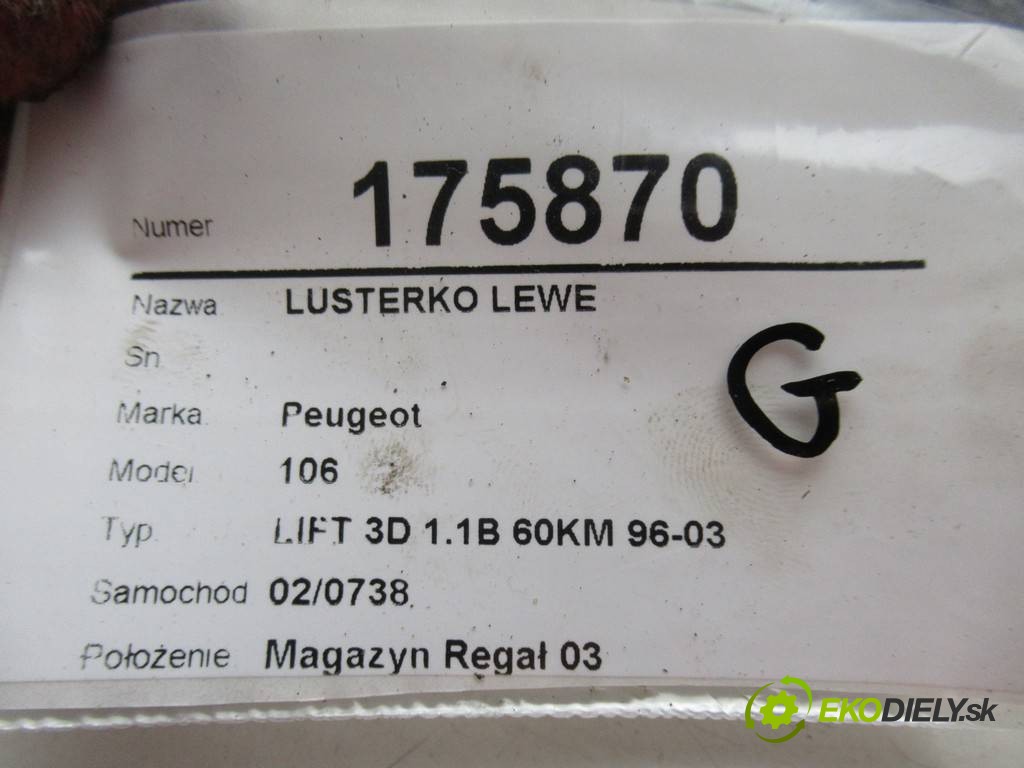 Numer 175870
Nazwa LUSTERKO LEWE
Sn
Marka Peugeot
Model 106
Typ LIFT 3D 1.1B 60KM 96-03
Samochód 02/0738
Położenie Magazyn Regał 03
G
EKODIELY.sk